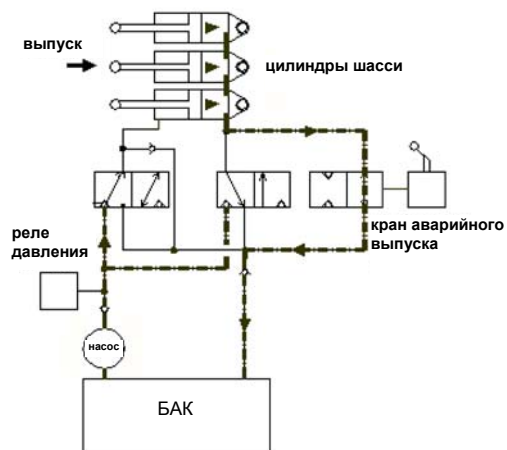 выпуск
цилиндры шасси
реле
давления
кран аварийного
выпуска
насос
БАК